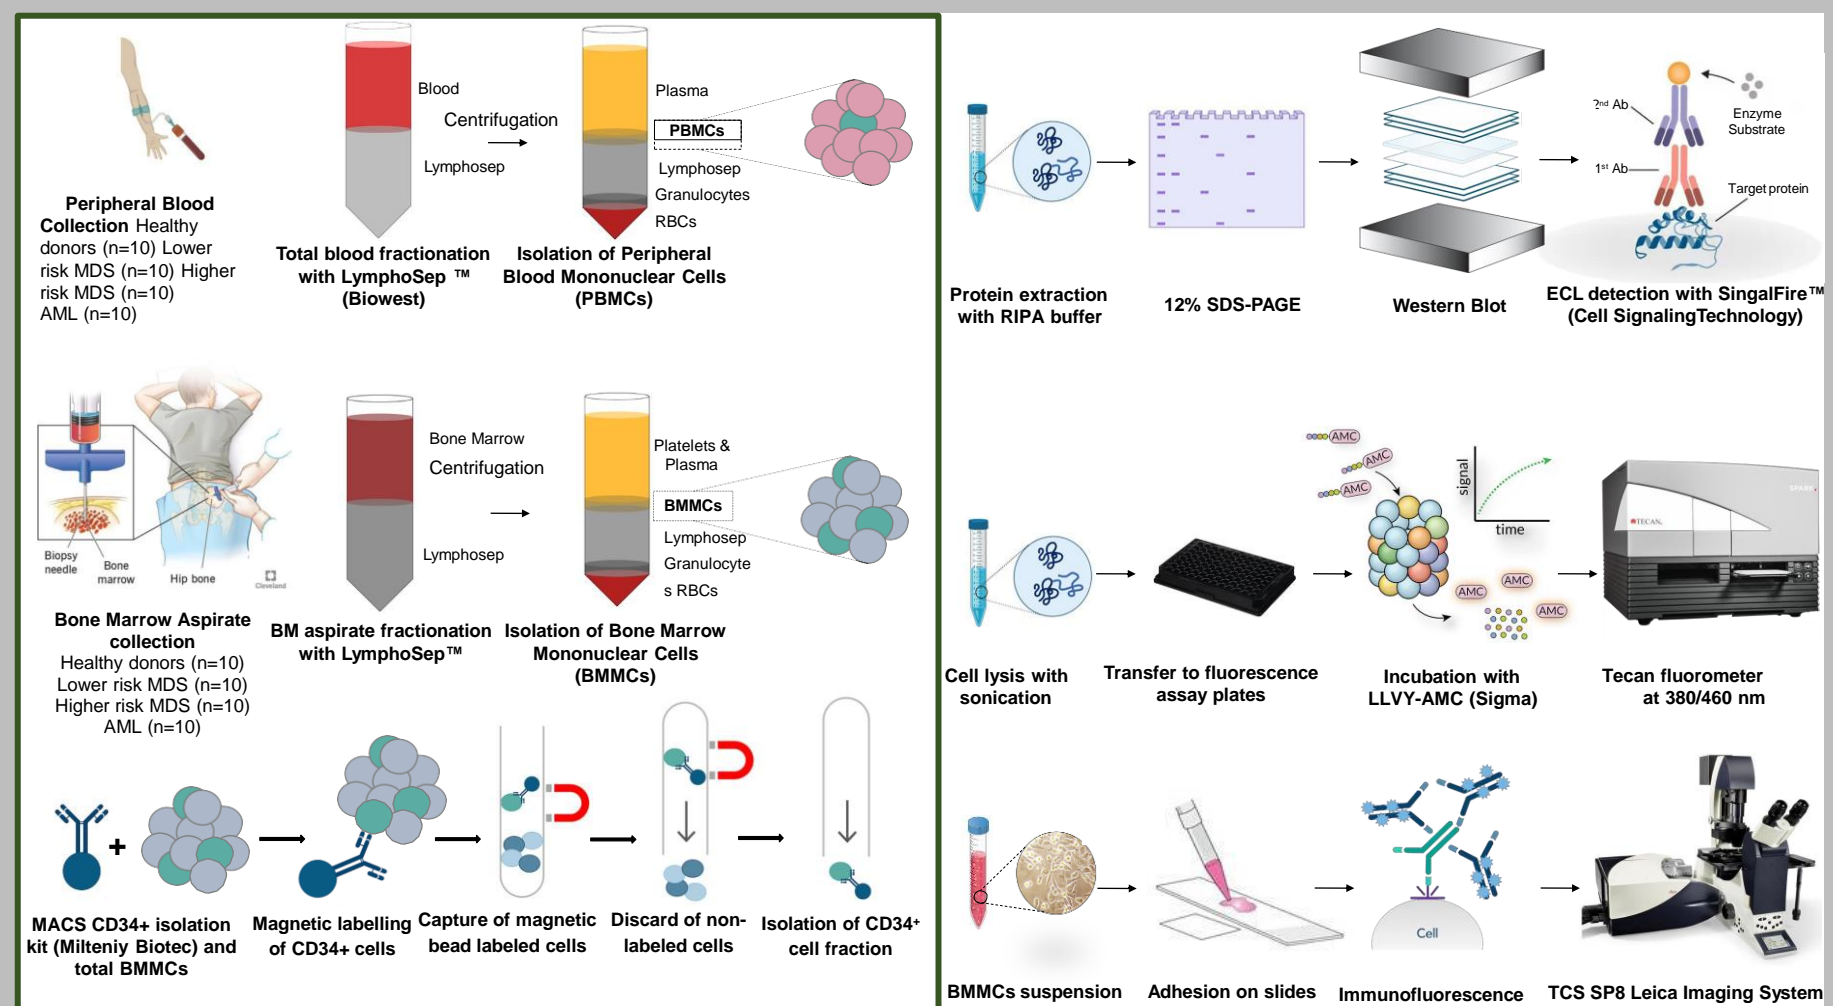 Peripheral Blood
Collection Healthy
donors (n=10) Lower
risk MDS (n=10) Higher
risk MDS (n=10)
AML (n=10)
Blood
Centrifugation
Lymphosep
Total blood fractionation
with LymphoSep ™
(Biowest)
Plasma
PBMCs
Lymphosep
Granulocytes
RBCs
Isolation of Peripheral
Blood Mononuclear Cells
(PBMCs)
Biopsy
needle
Bone
marrow
Hip bone
Cleveland
Bone Marrow Aspirate
collection
Healthy donors (n=10)
Lower risk MDS (n=10)
Higher risk MDS (n=10)
AML (n=10)
Bone Marrow
Centrifugation
Lymphosep
BM aspirate fractionation
with LymphoSep™
Platelets &
Plasma
BMMCs
Lymphosep
Granulocyte
s RBCs
Isolation of Bone Marrow
Mononuclear Cells
(BMMCs)
+
MACS CD34+ isolation
kit (Milteniy Biotec) and
total BMMCs
Magnetic labelling
of CD34+ cells
Capture of magnetic
bead labeled cells
Discard of non-
labeled cells
Isolation of CD34+
cell fraction
Protein extraction
with RIPA buffer
12% SDS-PAGE
Western Blot
2nd Ab
Enzyme
Substrate
1st Ab
Target protein
ECL detection with SingalFire™
(Cell SignalingTechnology)
Cell lysis with
sonication
Transfer to fluorescence
assay plates
AMC
AMC
AMC
signal
time
AMC
AMC
AMC
Incubation with
LLVY-AMC (Sigma)
SPARK
TECAN
Tecan fluorometer
at 380/460 nm
BMMCs suspension
Adhesion on slides
Cell
Immunofluorescence
TCS SP8 Leica Imaging System